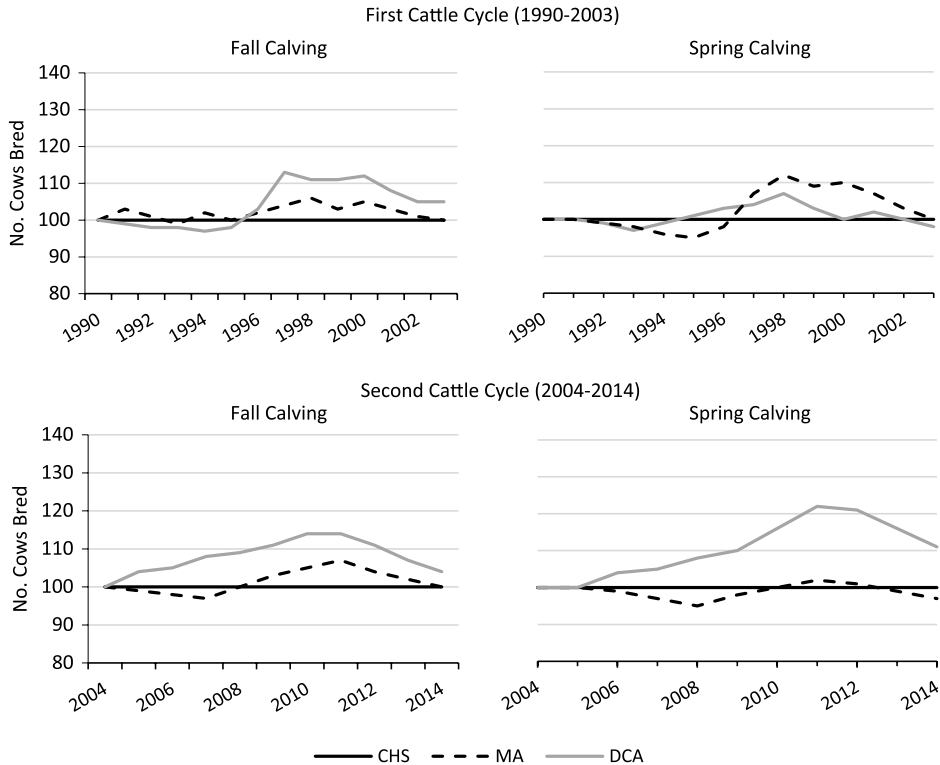 First Cattle Cycle (1990-2003)
Fall Calving
Spring Calving
No. Cows Bred
140
130
120
110
100
90
80
1990 1992 1994 1996 1998 2000 2002
1990 1992 1994 1996 1998 2000 2002
Second Cattle Cycle (2004-2014)
Fall Calving
Spring Calving
No. Cows Bred
140
130
120
110
100
90
80
2004 2006 2008 2010 2012 2014
2004 2006 2008 2010 2012 2014
CHS MA DCA